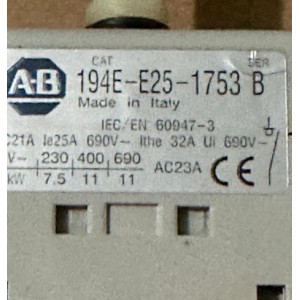 CAT SER
A-B 194E-E25-1753 B
Made in Italy
IEC/EN 60947-3
C21A Ie25A 690V~ Ithe 32A Ui 690V~
V~ 230 400 690 AC23A CE
kW 7.5 11 11